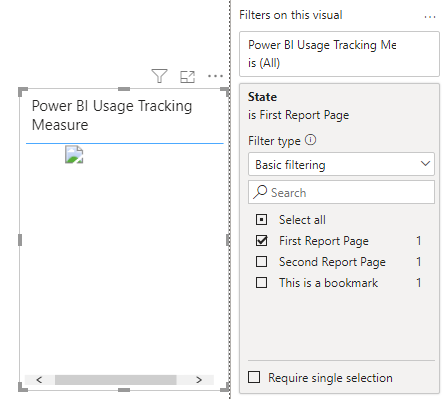 Filters on this visual
Power BI Usage Tracking Me
is (All)
Power BI Usage Tracking
Measure
State
is First Report Page
Filter type
Basic filtering
Search
Select all
First Report Page 1
Second Report Page 1
This is a bookmark 1
Require single selection